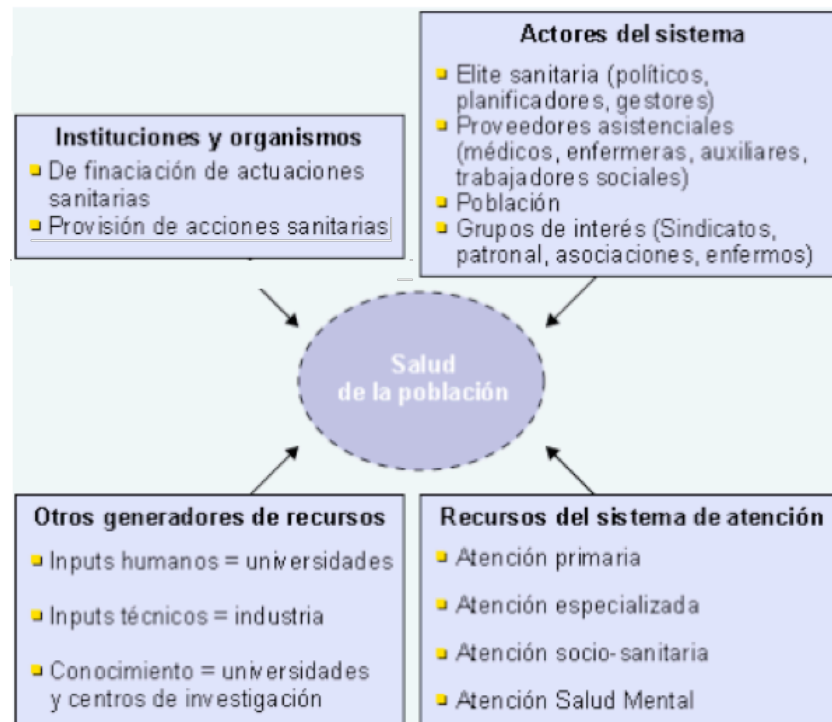 Instituciones y organismos
De finaciación de actuaciones
sanitarias
Provisión de acciones sanitarias
Actores del sistema
Elite sanitaria (políticos,
planificadores, gestores)
Proveedores asistenciales
(médicos, enfermeras, auxiliares,
trabajadores sociales)
Población
Grupos de interés (Sindicatos,
patronal, asociaciones, enfermos)
Salud
de la población
Otros generadores de recursos
Inputs humanos = universidades
Inputs técnicos = industria
Conocimiento = universidades
y centros de investigación
Recursos del sistema de atención
Atención primaria
Atención especializada
Atención socio-sanitaria
Atención Salud Mental